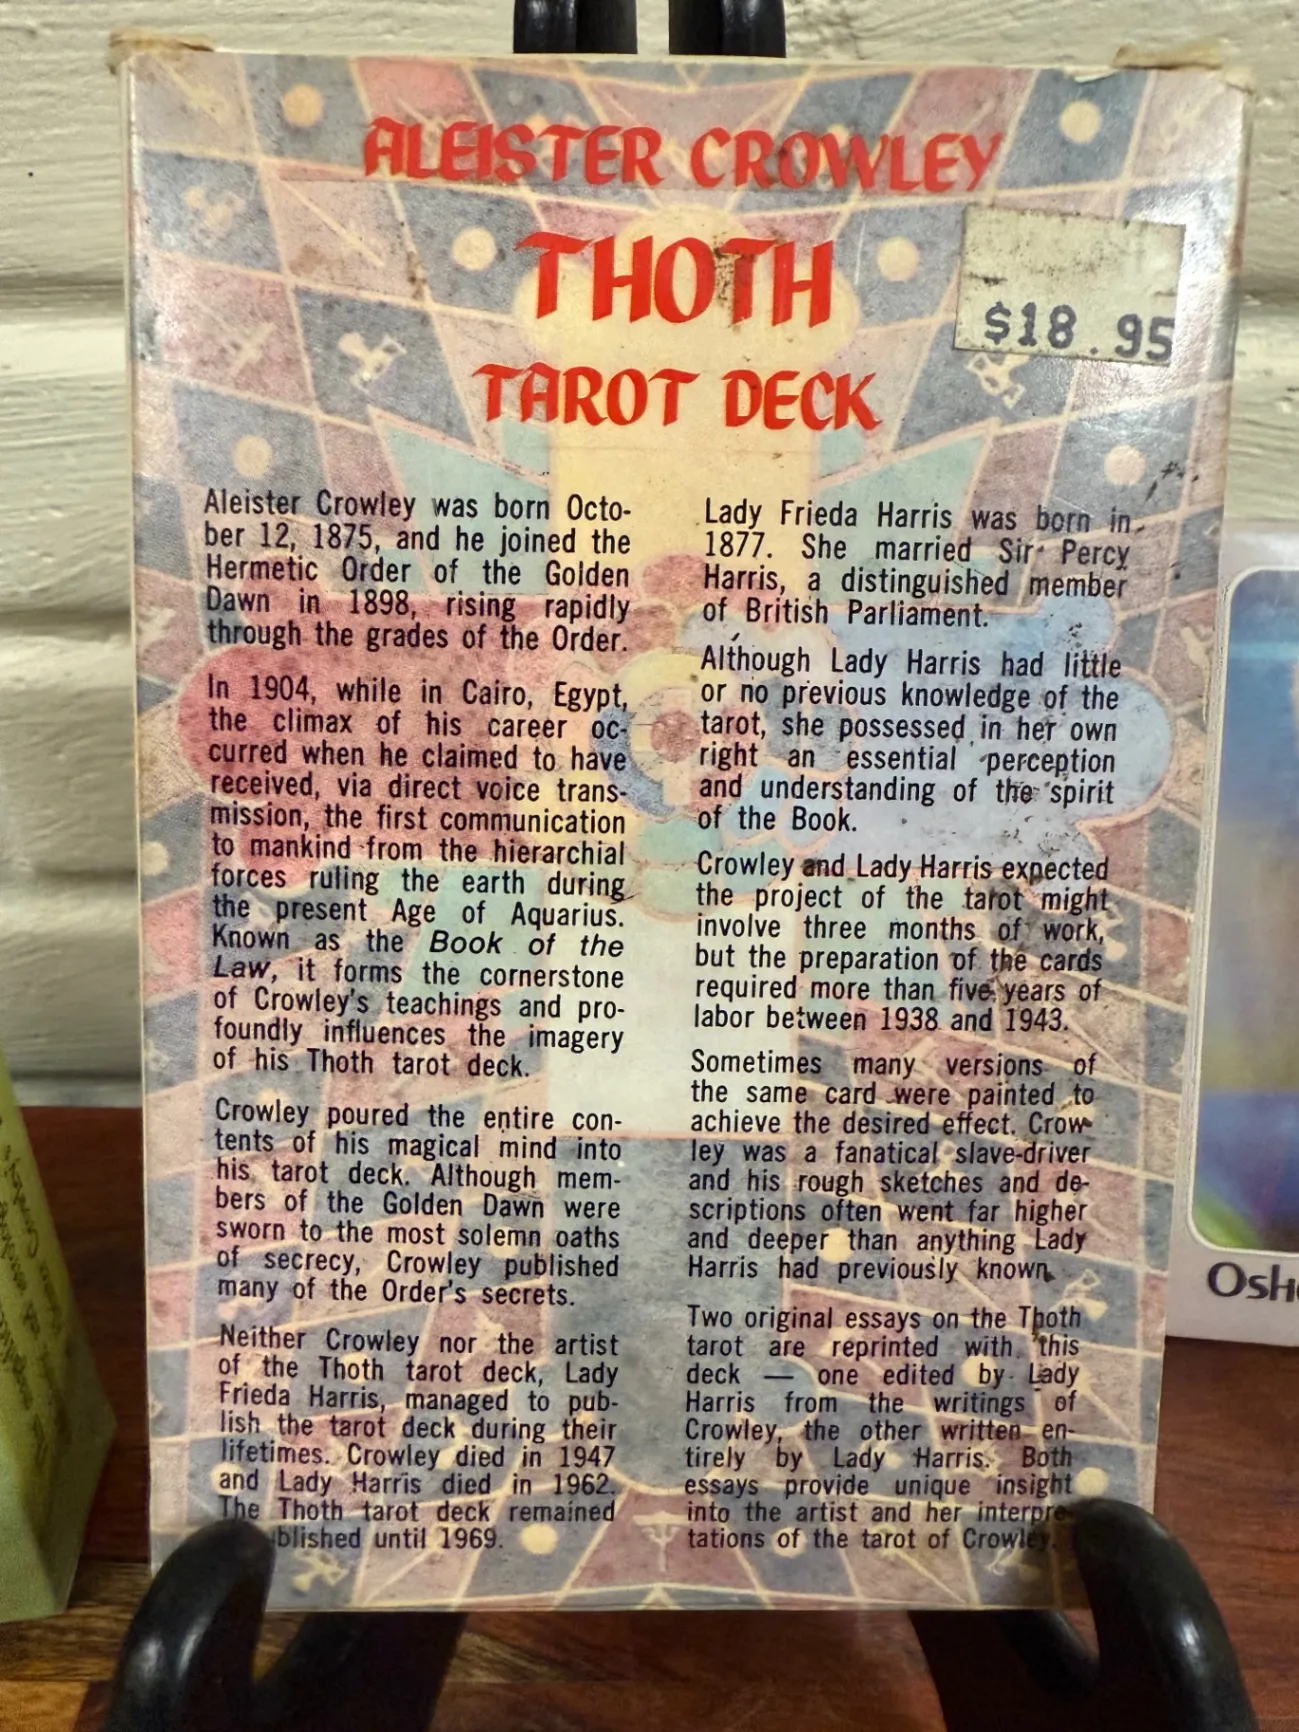 ALEISTER CROWLEY
THOTH
TAROT DECK
$18.95
Aleister Crowley was born Octo-
ber 12, 1875, and he joined the
Hermetic Order of the Golden
Dawn in 1898, rising rapidly
through the grades of the Order.
In 1904, while in Cairo, Egypt,
the climax of his career oc-
curred when he claimed to have
received, via direct voice trans-
mission, the first communication
to mankind from the hierarchial
forces ruling the earth during
the present Age of Aquarius.
Known as the Book of the
Law, it forms the cornerstone
of Crowley's teachings and pro-
foundly influences the imagery
of his Thoth tarot deck.
Crowley poured the entire con-
tents of his magical mind into
his tarot deck. Although mem-
bers of the Golden Dawn were
sworn to the most solemn oaths
of secrecy, Crowley published
many of the Order's secrets.
Neither Crowley nor the artist
of the Thoth tarot deck, Lady
Frieda Harris, managed to pub-
lish the tarot deck during their
lifetimes. Crowley died in 1947
and Lady Harris died in 1962.
The Thoth tarot deck remained
blished until 1969.
Lady Frieda Harris was born in
1877. She married Sir Percy
Harris, a distinguished member
of British Parliament.
Although Lady Harris had little
or no previous knowledge of the
tarot, she possessed in her own
right an essential perception
and understanding of the spirit
of the Book.
Crowley and Lady Harris expected
the project of the tarot might
involve three months of work,
but the preparation of the cards
required more than five years of
labor between 1938 and 1943.
Sometimes many versions of
the same card were painted to
achieve the desired effect. Crow-
ley was a fanatical slave-driver
and his rough sketches and de-
scriptions often went far higher
and deeper than anything Lady
Harris had previously known.
Two original essays on the Thoth
tarot are reprinted with this
deck — one edited by Lady
Harris from the writings of
Crowley, the other written en-
tirely by Lady Harris. Both
essays provide unique insight
into the artist and her interpre-
tations of the tarot of Crowley.
Osh